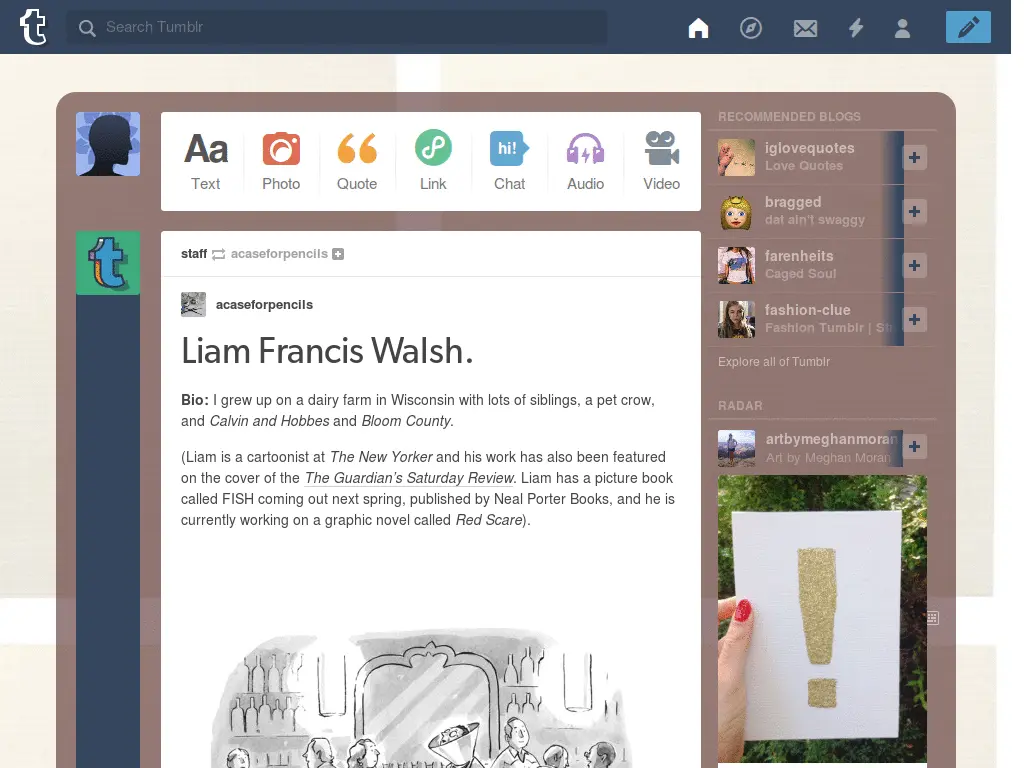 Search Tumblr
Aa
hi!
Text
Photo
Quote
Link
Chat
Audio
Video
staff acaseforpencils
acaseforpencils
Liam Francis Walsh.
Bio: I grew up on a dairy farm in Wisconsin with lots of siblings, a pet crow,
and Calvin and Hobbes and Bloom County.
(Liam is a cartoonist at The New Yorker and his work has also been featured
on the cover of the The Guardian’s Saturday Review. Liam has a picture book
called FISH coming out next spring, published by Neal Porter Books, and he is
currently working on a graphic novel called Red Scare).
RECOMMENDED BLOGS
iglovequotes
Love Quotes
bragged
dat ain't swaggy
farenheits
Caged Soul
fashion-clue
Fashion Tumblr | Str
Explore all of Tumblr
RADAR
artbymeghanmoran
Art by Meghan Moran
!